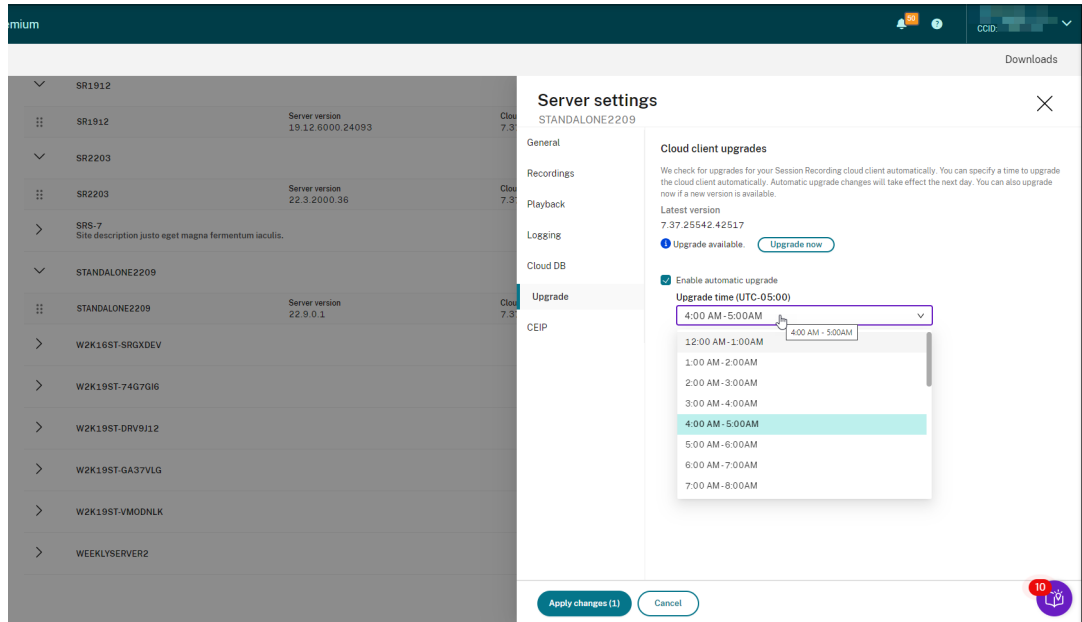 emium
50
?
CCID:
Downloads
SR1912
SR1912
Server version
19.12.6000.24093
Clou
7.3
SR2203
SR2203
Server version
22.3.2000.36
Clou
7.3
SRS-7
Site description justo eget magna fermentum iaculis.
STANDALONE2209
STANDALONE2209
Server version
22.9.0.1
Clou
7.3
W2K16ST-SRGXDEV
W2K19ST-74G7GI6
W2K19ST-DRV9J12
W2K19ST-GA37VLG
W2K19ST-VMODNLK
WEEKLYSERVER2
Server settings
STANDALONE2209
General
Recordings
Playback
Logging
Cloud DB
Upgrade
CEIP
Cloud client upgrades
We check for upgrades for your Session Recording cloud client automatically. You can specify a time to upgrade
the cloud client automatically. Automatic upgrade changes will take effect the next day. You can also upgrade
now if a new version is available.
Latest version
7.37.25542.42517
Upgrade available. Upgrade now
Enable automatic upgrade
Upgrade time (UTC-05:00)
4:00 AM-5:00AM
4:00 AM - 5:00AM
12:00 AM-1:00AM
1:00 AM-2:00AM
2:00 AM-3:00AM
3:00 AM-4:00AM
4:00 AM-5:00AM
5:00 AM-6:00AM
6:00 AM-7:00AM
7:00 AM-8:00AM
Apply changes (1)
Cancel
10